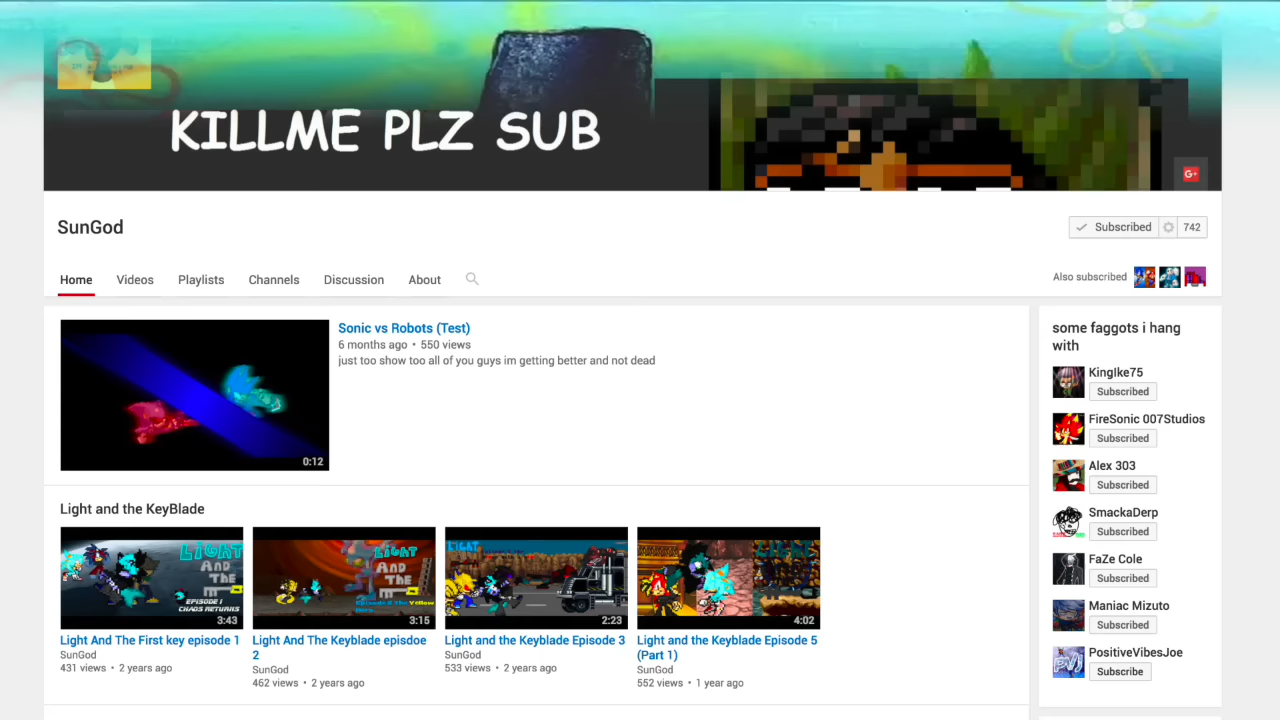 KILLME PLZ SUB
G+
SunGod
Subscribed 742
Home Videos Playlists Channels Discussion About
Also subscribed
Sonic vs Robots (Test)
6 months ago • 550 views
just too show too all of you guys im getting better and not dead
0:12
some faggots i hang
with
KingIke75
Subscribed
FireSonic 007Studios
Subscribed
Alex 303
Subscribed
SmackaDerp
Subscribed
FaZe Cole
Subscribed
Maniac Mizuto
Subscribed
PositiveVibesJoe
Subscribe
Light and the KeyBlade
LIGHT
AND
THE
EPISODE 1
CHAOS RETURNS
3:43
Light And The First key episode 1
SunGod
431 views • 2 years ago
LIGHT
AND
THE
Episode 2 The Yellow
3:15
Light And The Keyblade episdoe
2
SunGod
462 views • 2 years ago
LIGHT
2:23
Light and the Keyblade Episode 3
SunGod
533 views • 2 years ago
4:02
Light and the Keyblade Episode 5
(Part 1)
SunGod
552 views • 1 year ago